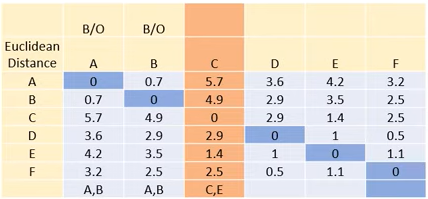 B/O B/O
Euclidean Distance A B C D E F
A 0 0.7 5.7 3.6 4.2 3.2
B 0.7 0 4.9 2.9 3.5 2.5
C 5.7 4.9 0 2.9 1.4 2.5
D 3.6 2.9 2.9 0 1 0.5
E 4.2 3.5 1.4 1 0 1.1
F 3.2 2.5 2.5 0.5 1.1 0
A,B A,B C,E